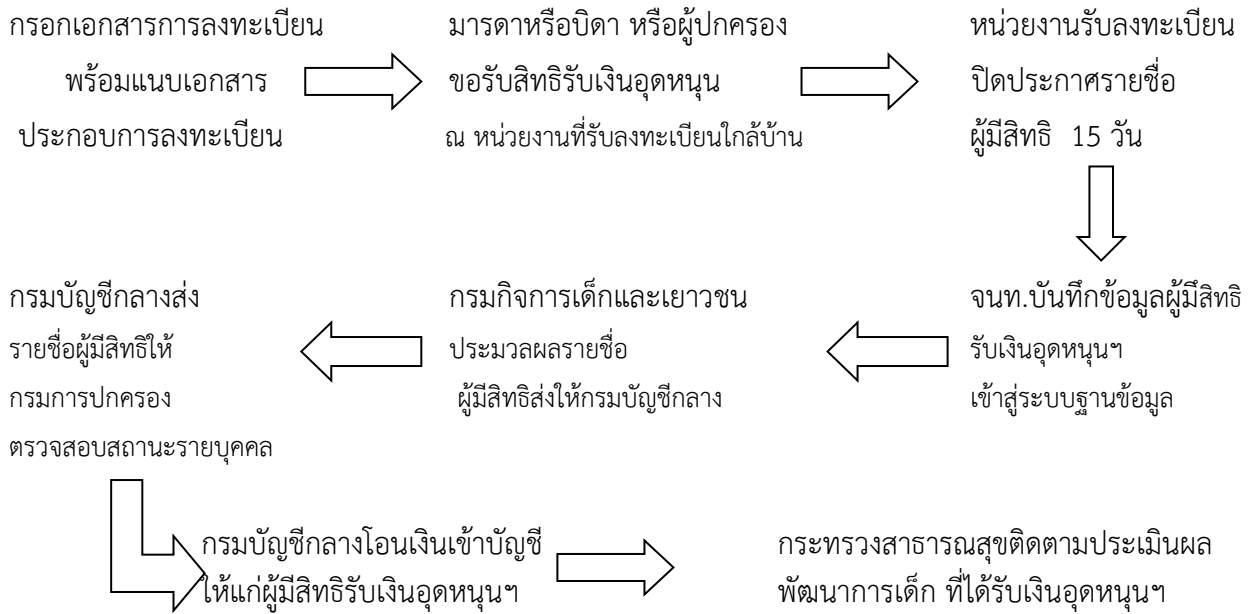 กรอกเอกสารการลงทะเบียน
พร้อมแนบเอกสาร
ประกอบการลงทะเบียน
มารดาหรือบิดา หรือผู้ปกครอง
ขอรับสิทธิรับเงินอุดหนุน
ณ หน่วยงานที่รับลงทะเบียนใกล้บ้าน
หน่วยงานรับลงทะเบียน
ปิดประกาศรายชื่อ
ผู้มีสิทธิ 15 วัน
จนท.บันทึกข้อมูลผู้มีสิทธิ
รับเงินอุดหนุนฯ
เข้าสู่ระบบฐานข้อมูล
กรมกิจการเด็กและเยาวชน
ประมวลผลรายชื่อ
ผู้มีสิทธิส่งให้กรมบัญชีกลาง
กรมบัญชีกลางส่ง
รายชื่อผู้มีสิทธิให้
กรมการปกครอง
ตรวจสอบสถานะรายบุคคล
กรมบัญชีกลางโอนเงินเข้าบัญชี
ให้แก่ผู้มีสิทธิรับเงินอุดหนุนฯ
กระทรวงสาธารณสุขติดตามประเมินผล
พัฒนาการเด็ก ที่ได้รับเงินอุดหนุนฯ